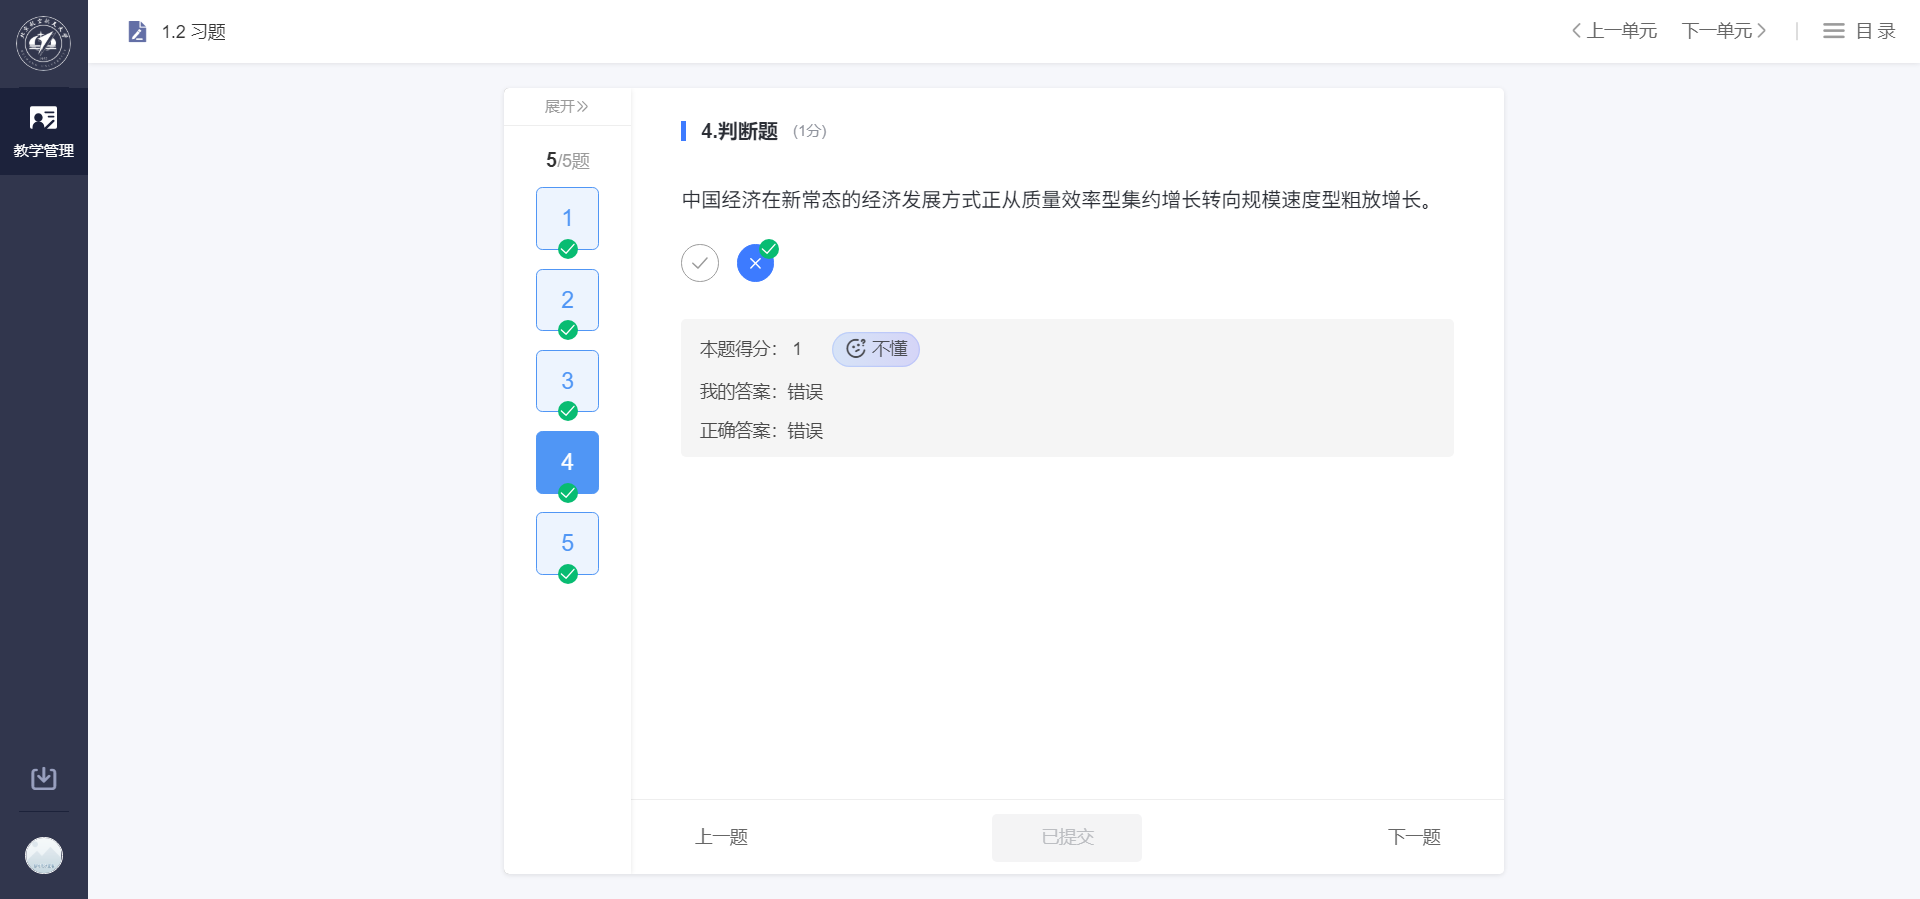 1.2 习题
上一单元
下一单元
目录
教学管理
展开
5/5题
1
2
3
4
5
4.判断题 (1分)
中国经济在新常态的经济发展方式正从质量效率型集约增长转向规模速度型粗放增长。
本题得分： 1 不懂
我的答案：错误
正确答案：错误
上一题
已提交
下一题